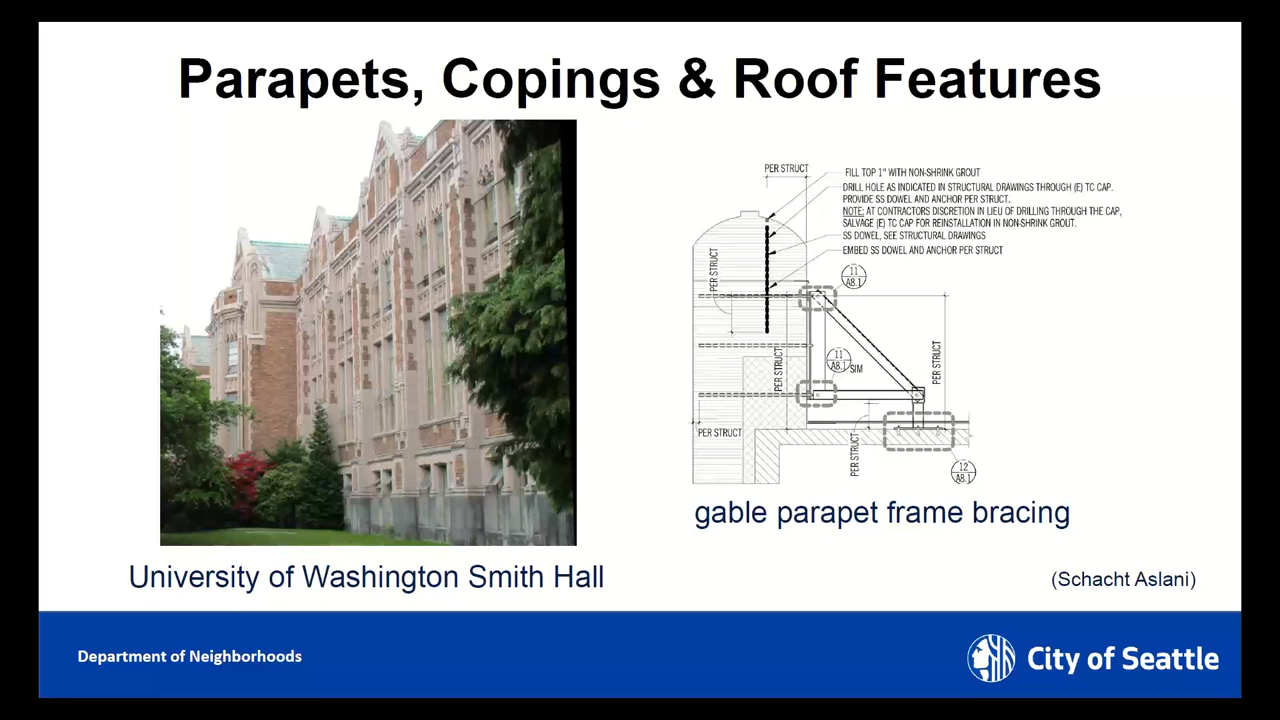 Parapets, Copings & Roof Features
PER STRUCT
FILL TOP 1" WITH NON-SHRINK GROUT
DRILL HOLE AS INDICATED IN STRUCTURAL DRAWINGS THROUGH (E) TC CAP.
PROVIDE SS DOWEL AND ANCHOR PER STRUCT.
NOTE: AT CONTRACTORS DISCRETION IN LIEU OF DRILLING THROUGH THE CAP,
SALVAGE (E) TC CAP FOR REINSTALLATION IN NON-SHRINK GROUT.
SS DOWEL, SEE STRUCTURAL DRAWINGS
EMBED SS DOWEL AND ANCHOR PER STRUCT
PER STRUCT
11
A8.1
11
A8.1
SIM
PER STRUCT
PER STRUCT
PER STRUCT
PER STRUCT
12
A8.1
gable parapet frame bracing
University of Washington Smith Hall
(Schacht Aslani)
Department of Neighborhoods
City of Seattle